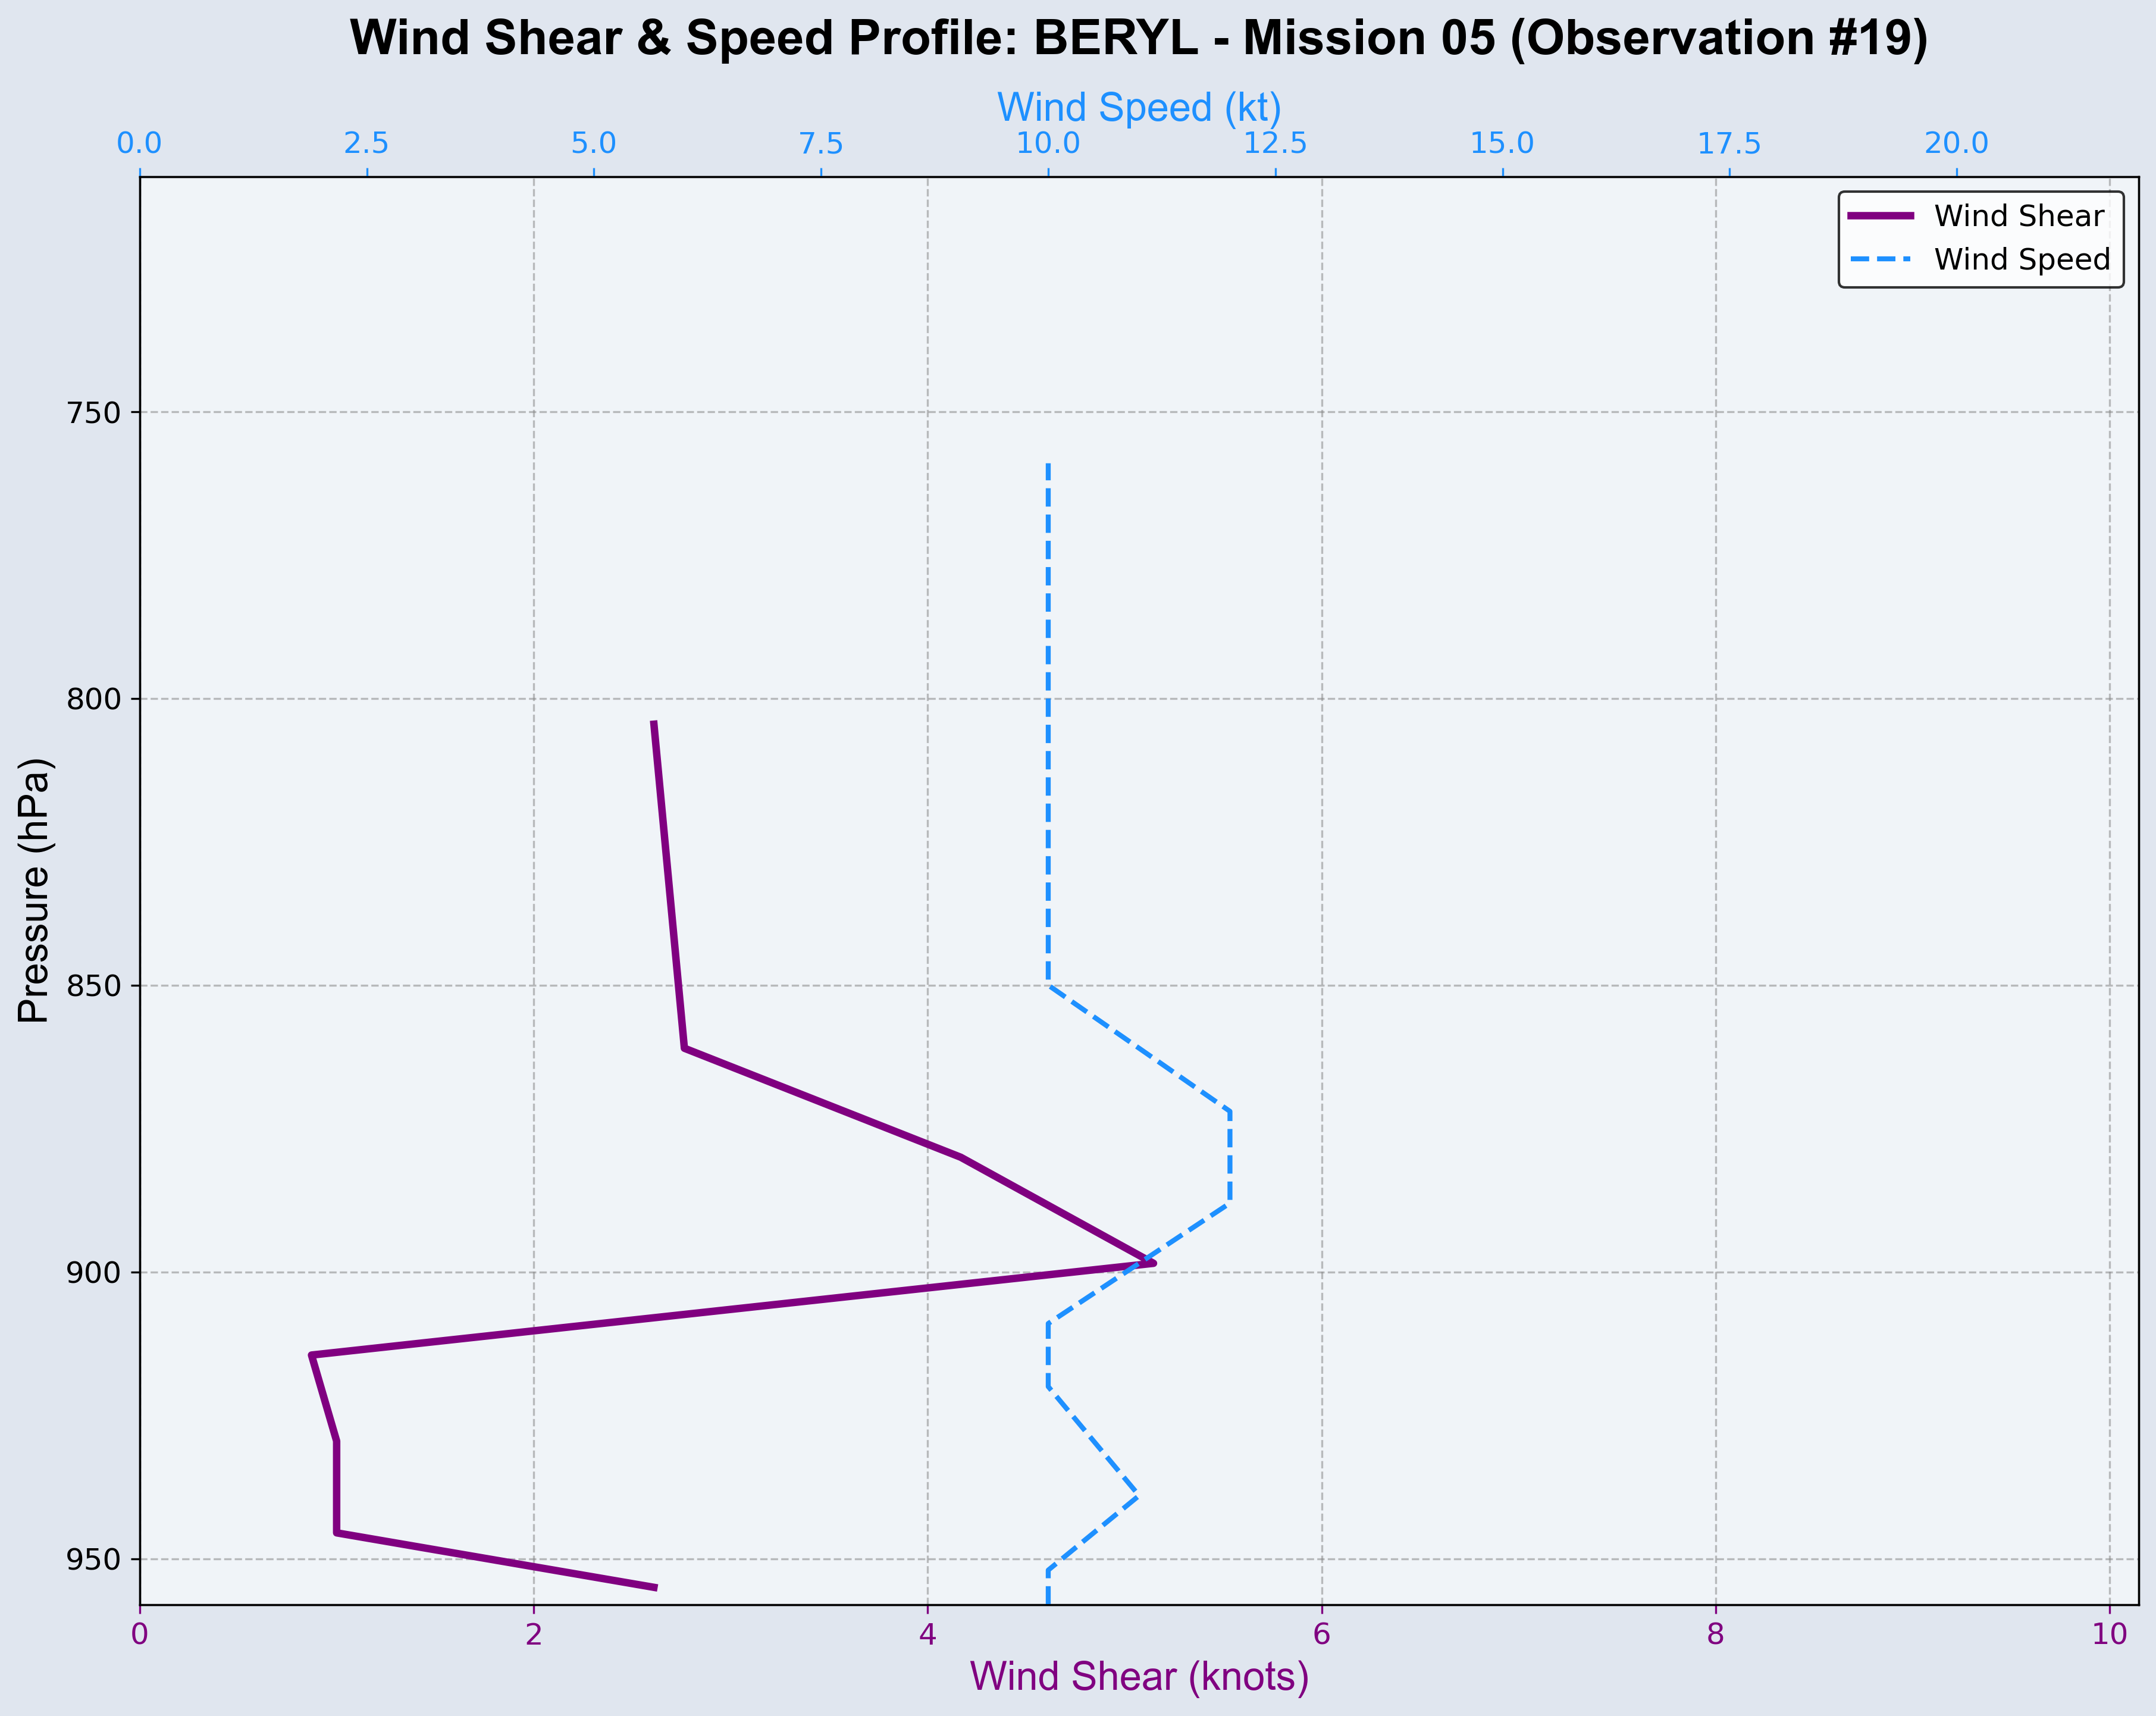 Wind Shear & Speed Profile: BERYL - Mission 05 (Observation #19)
Wind Speed (kt)
0.0 2.5 5.0 7.5 10.0 12.5 15.0 17.5 20.0
Wind Shear
Wind Speed
750
800
850
900
950
Pressure (hPa)
0 2 4 6 8 10
Wind Shear (knots)